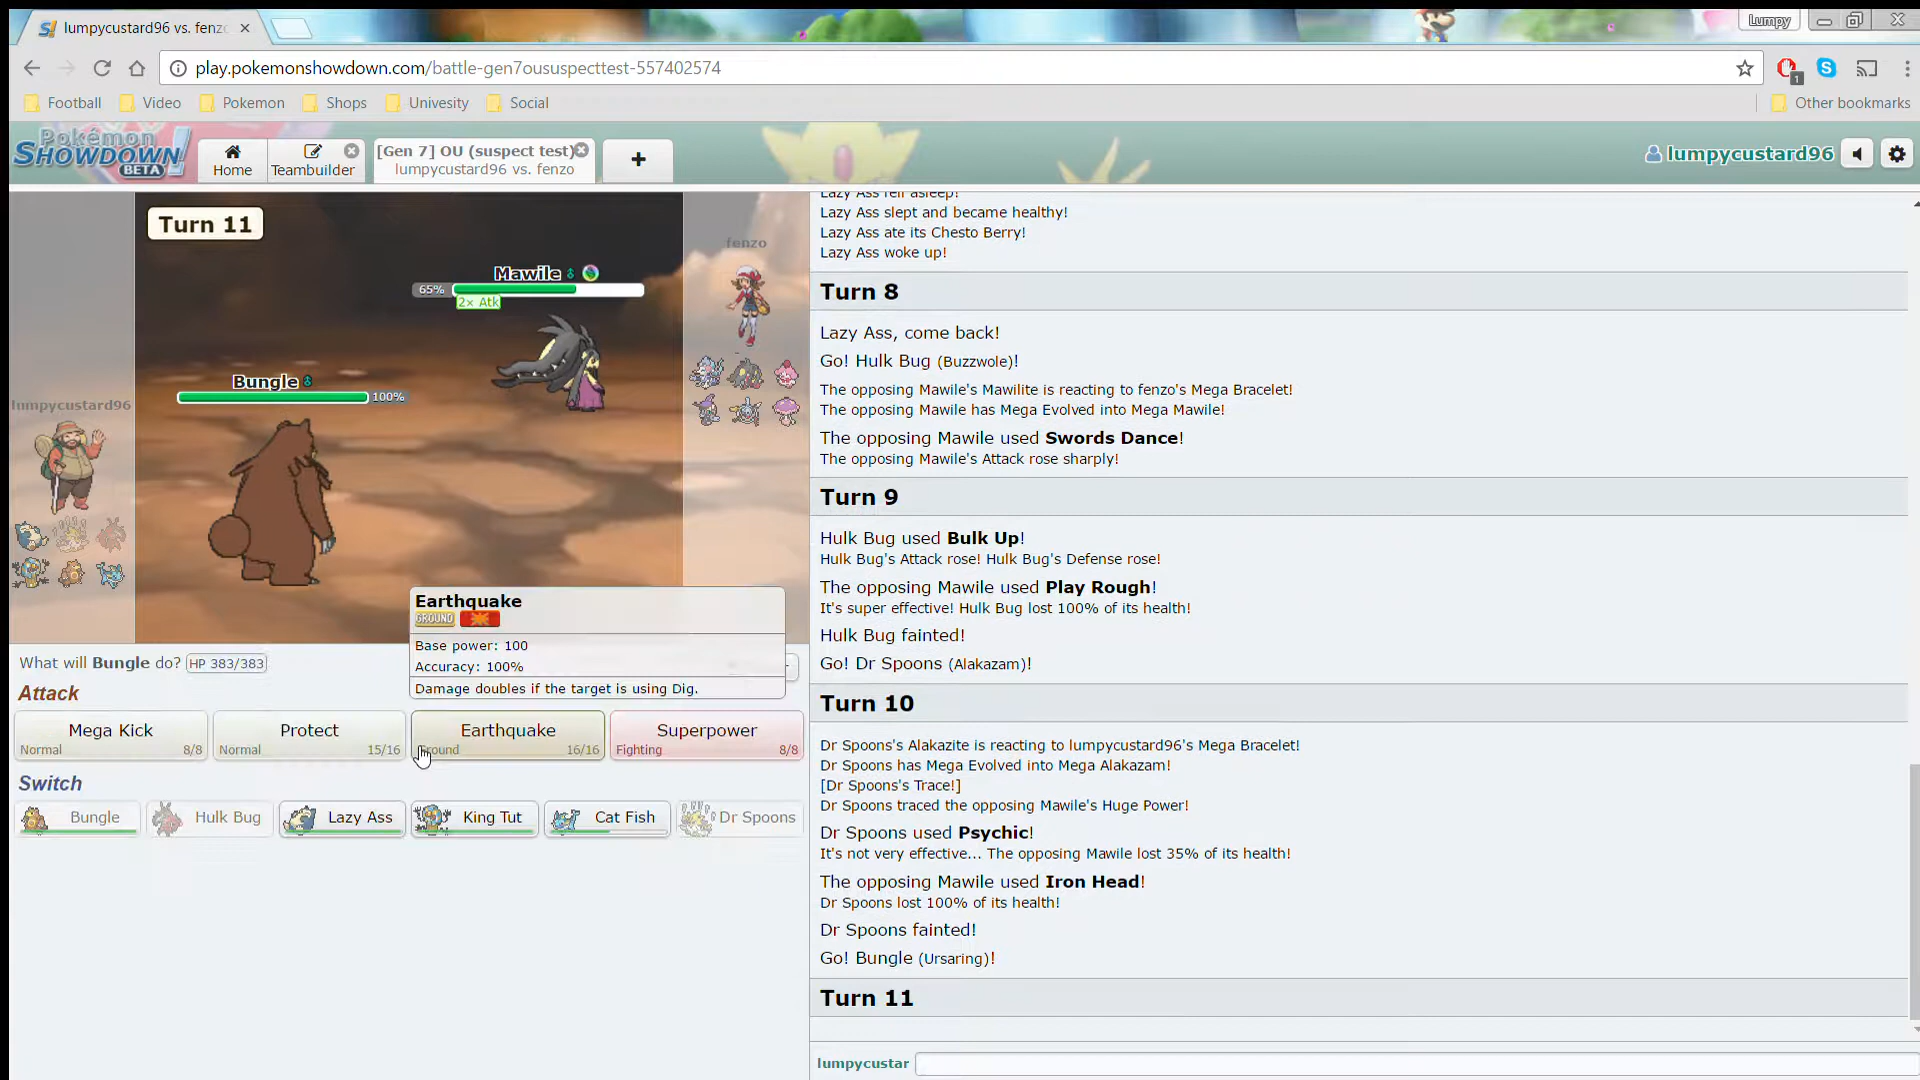 lumpycustard96 vs. fenzo
Lumpy
play.pokemonshowdown.com/battle-gen7oususpecttest-557402574
1
Football
Video
Pokemon
Shops
Univesity
Social
Other bookmarks
Pokémon
SHOWDOWN!
BETA
Home
Teambuilder
[Gen 7] OU (suspect test)
lumpycustard96 vs. fenzo
+
lumpycustard96
Turn 11
fenzo
Mawile
65%
2× Atk
Bungle
100%
lumpycustard96
Earthquake
GROUND
Base power: 100
Accuracy: 100%
Damage doubles if the target is using Dig.
What will Bungle do? HP 383/383
Attack
Mega Kick
Normal 8/8
Protect
Normal 15/16
Earthquake
16/16
Superpower
Fighting 8/8
Switch
Bungle
Hulk Bug
Lazy Ass
King Tut
Cat Fish
Dr Spoons
Lazy Ass fell asleep!
Lazy Ass slept and became healthy!
Lazy Ass ate its Chesto Berry!
Lazy Ass woke up!
Turn 8
Lazy Ass, come back!
Go! Hulk Bug (Buzzwole)!
The opposing Mawile's Mawilite is reacting to fenzo's Mega Bracelet!
The opposing Mawile has Mega Evolved into Mega Mawile!
The opposing Mawile used Swords Dance!
The opposing Mawile's Attack rose sharply!
Turn 9
Hulk Bug used Bulk Up!
Hulk Bug's Attack rose! Hulk Bug's Defense rose!
The opposing Mawile used Play Rough!
It's super effective! Hulk Bug lost 100% of its health!
Hulk Bug fainted!
Go! Dr Spoons (Alakazam)!
Turn 10
Dr Spoons's Alakazite is reacting to lumpycustard96's Mega Bracelet!
Dr Spoons has Mega Evolved into Mega Alakazam!
[Dr Spoons's Trace!]
Dr Spoons traced the opposing Mawile's Huge Power!
Dr Spoons used Psychic!
It's not very effective... The opposing Mawile lost 35% of its health!
The opposing Mawile used Iron Head!
Dr Spoons lost 100% of its health!
Dr Spoons fainted!
Go! Bungle (Ursaring)!
Turn 11
lumpycustar